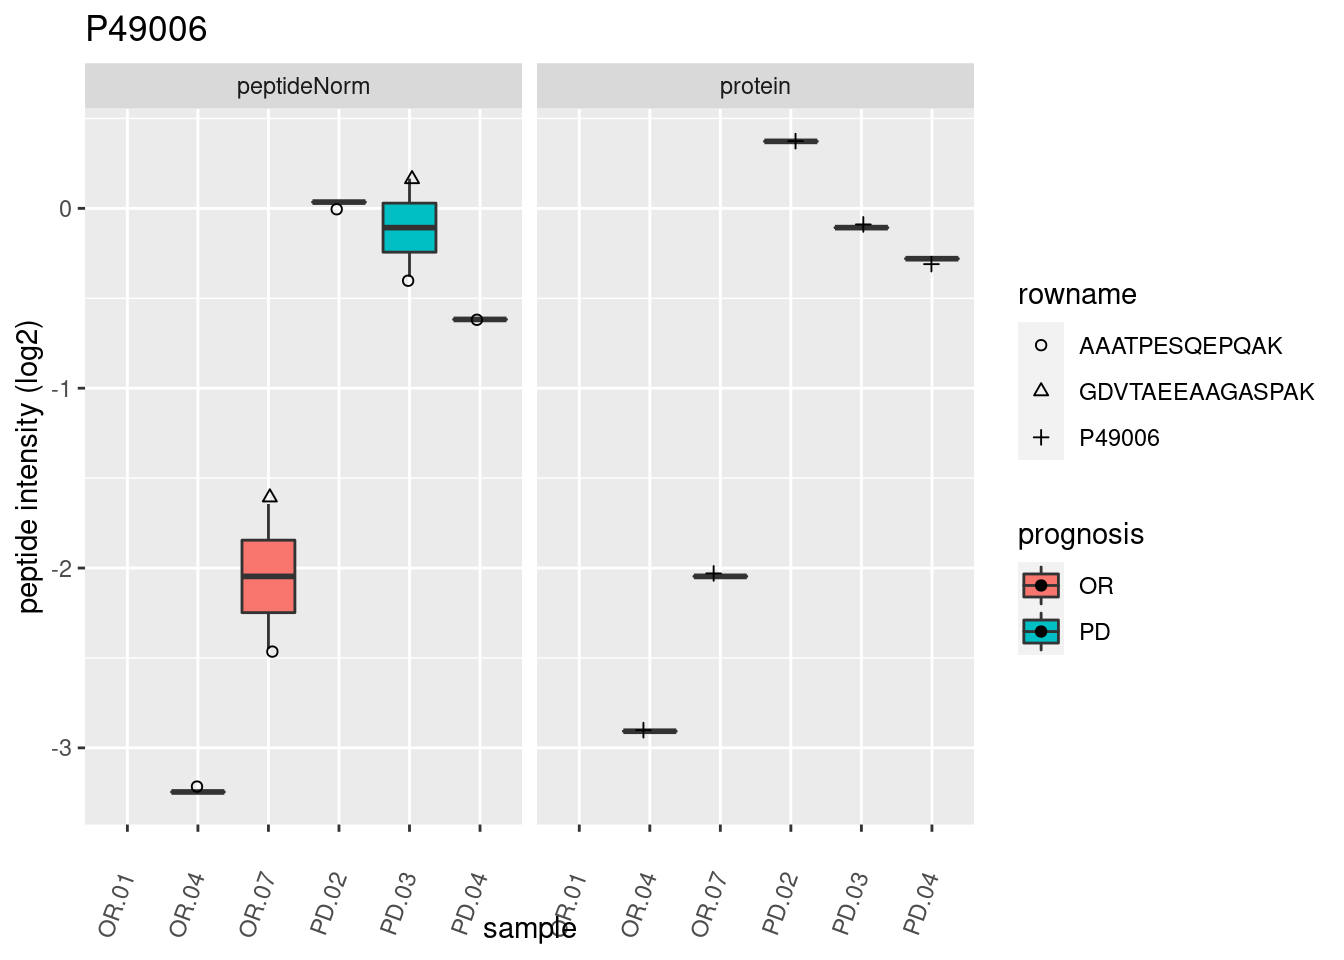 P49006
peptideNorm
protein
peptide intensity (log2)
0
-1
-2
-3
OR.01
OR.04
OR.07
PD.02
PD.03
PD.04
OR.01
OR.04
OR.07
PD.02
PD.03
PD.04
sample
rowname
AAATPESQEPQAK
GDVTAEEAAGASPAK
P49006
prognosis
OR
PD